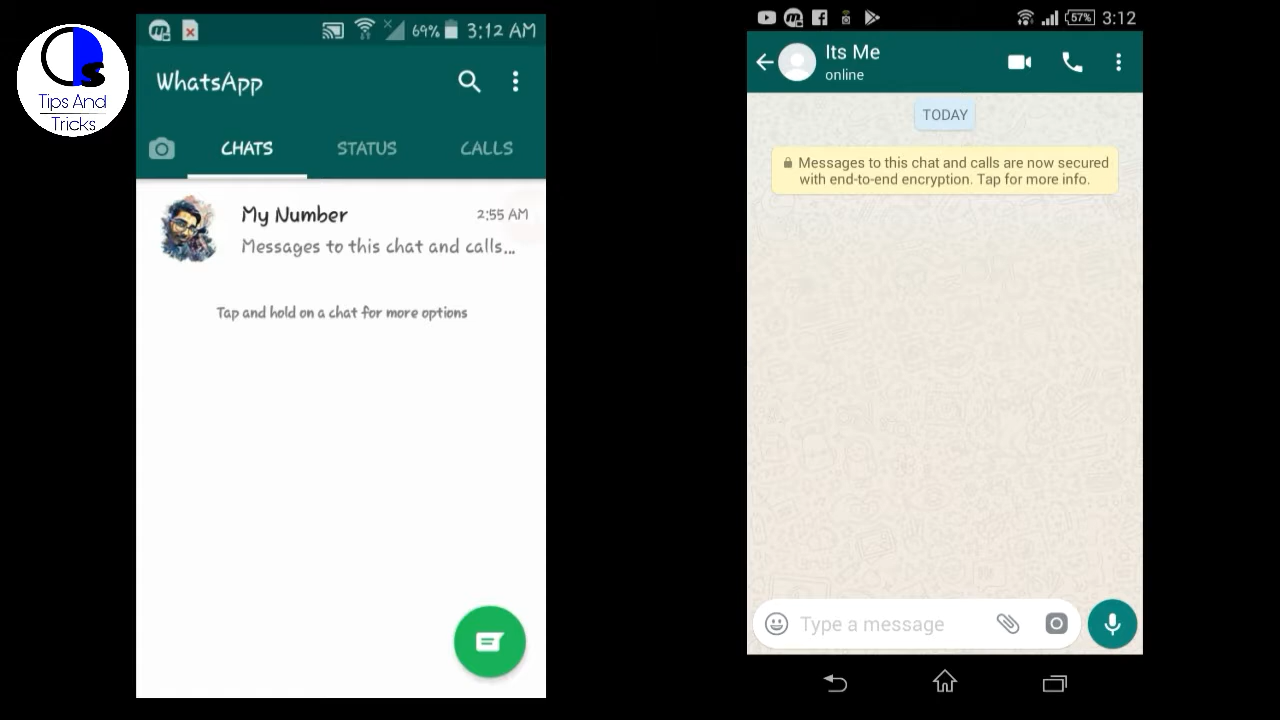 Tips And
Tricks
69% 3:12 AM
WhatsApp
CHATS STATUS CALLS
My Number 2:55 AM
Messages to this chat and calls...
Tap and hold on a chat for more options
57% 3:12
Its Me
online
TODAY
Messages to this chat and calls are now secured
with end-to-end encryption. Tap for more info.
Type a message